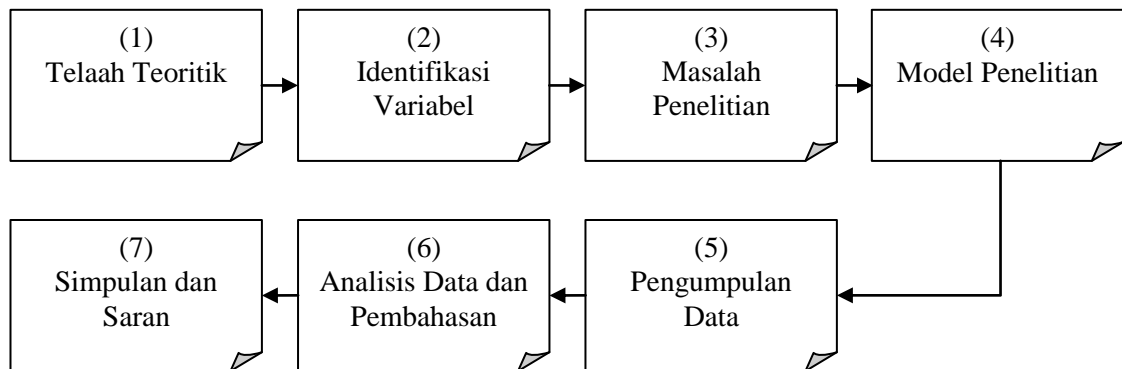 (1)
Telaah Teoritik
(2)
Identifikasi
Variabel
(3)
Masalah
Penelitian
(4)
Model Penelitian
(5)
Pengumpulan
Data
(6)
Analisis Data dan
Pembahasan
(7)
Simpulan dan
Saran